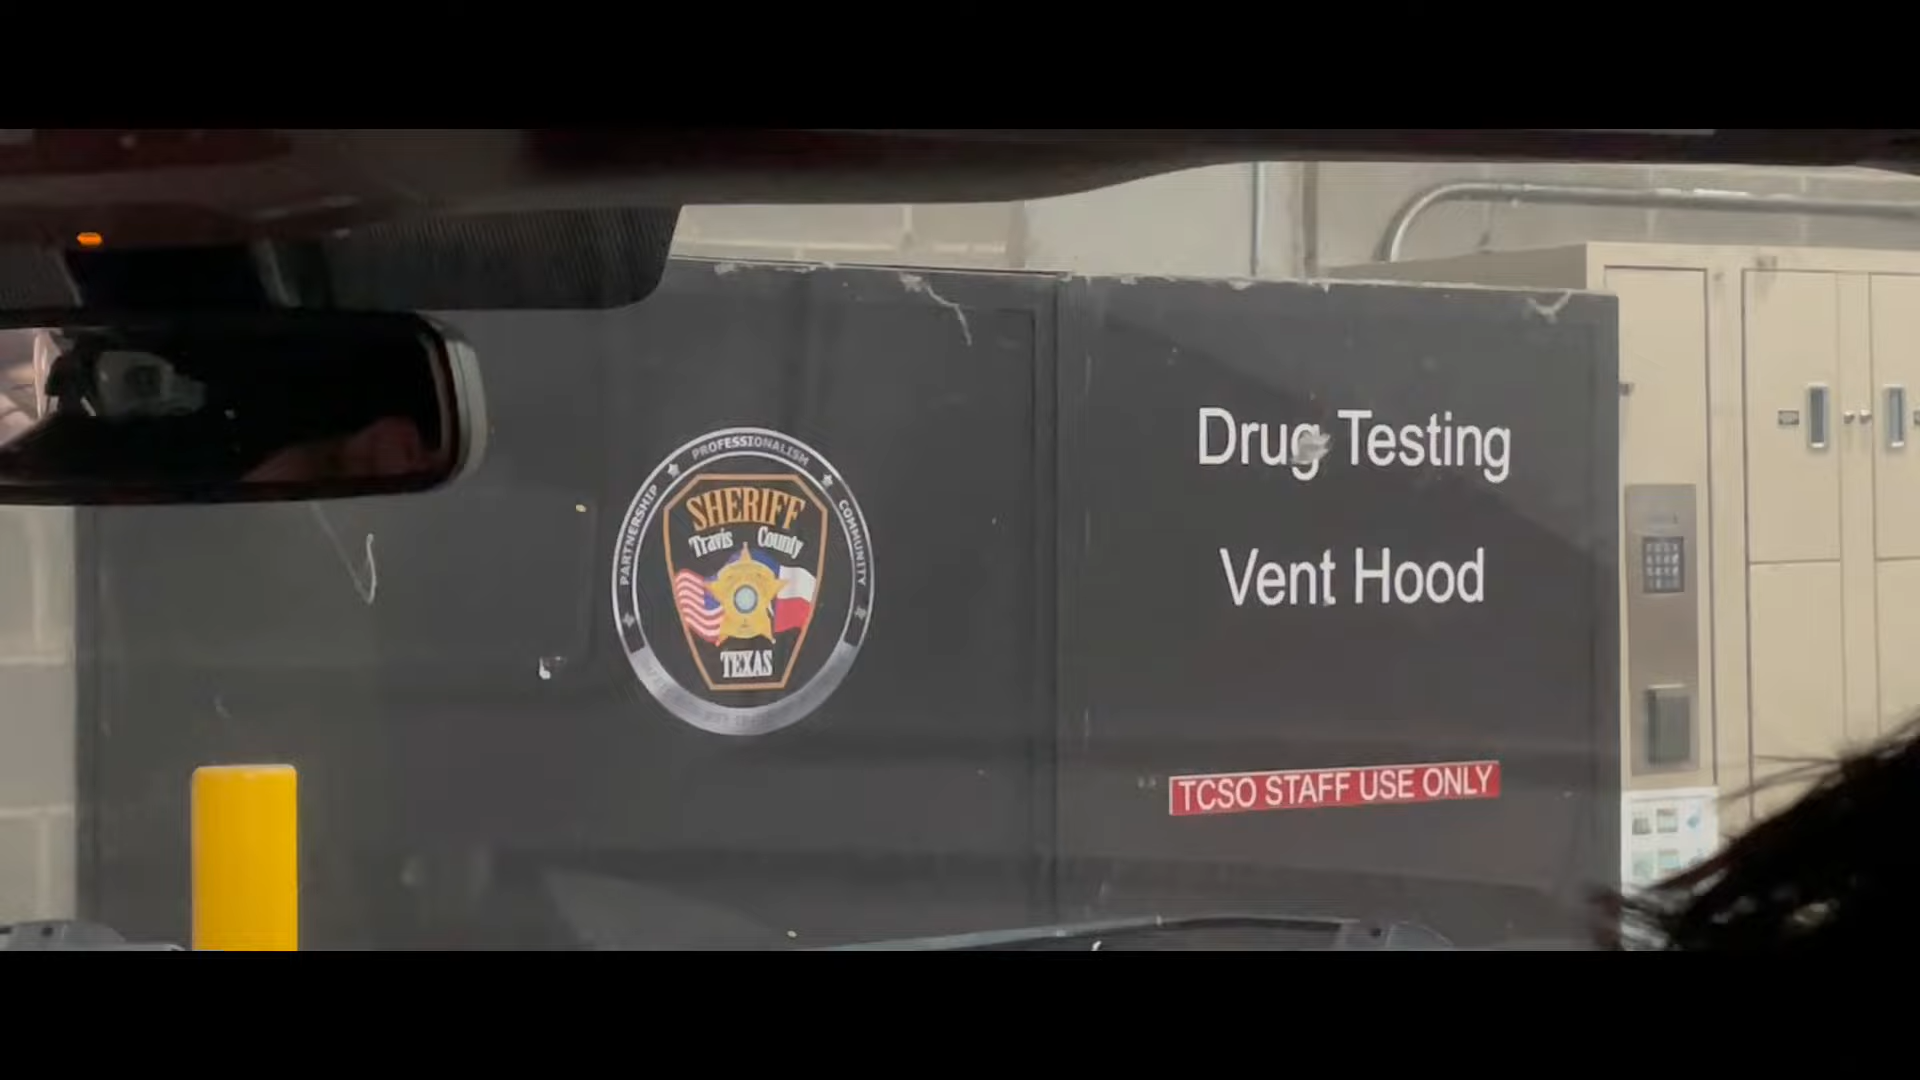 PROFESSIONALISM
PARTNERSHIP
COMMUNITY
SHERIFF
Travis County
TEXAS
Drug Testing
Vent Hood
TCSO STAFF USE ONLY